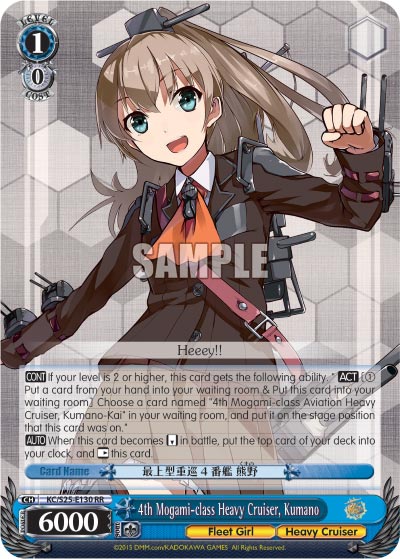 LEVEL
1
0
COST
SAMPLE
Heeey!!
CONT If your level is 2 or higher, this card gets the following ability. " ACT [① Put a card from your hand into your waiting room & Put this card into your waiting room] Choose a card named "4th Mogami-class Aviation Heavy Cruiser, Kumano-Kai" in your waiting room, and put it on the stage position that this card was on."
AUTO When this card becomes in battle, put the top card of your deck into your clock, and this card.
Card Name 最上型重巡4番艦 熊野
CH KC/S25-E130 RR
4th Mogami-class Heavy Cruiser, Kumano
POWER 6000
SOUL
Fleet Girl
Heavy Cruiser
©2015 DMM.com/KADOKAWA GAMES All Rights Reserved.